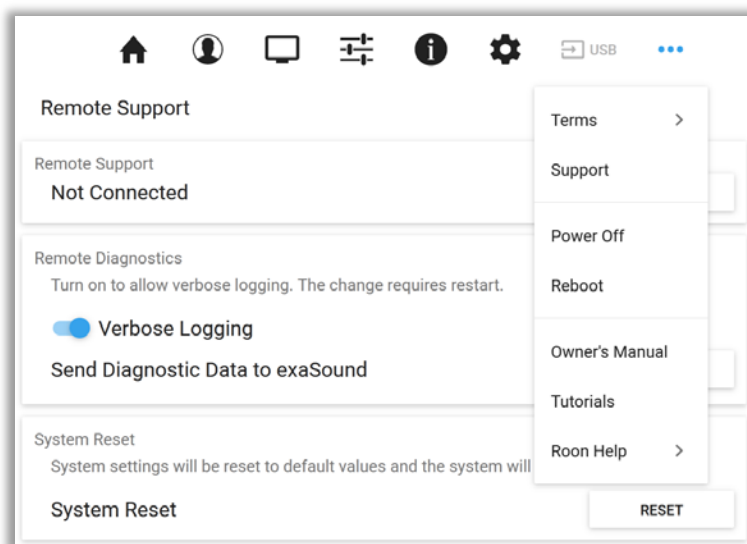 USB
Remote Support
Remote Support
Not Connected
Remote Diagnostics
Turn on to allow verbose logging. The change requires restart.
Verbose Logging
Send Diagnostic Data to exaSound
System Reset
System settings will be reset to default values and the system will
System Reset
RESET
Terms
Support
Power Off
Reboot
Owner's Manual
Tutorials
Roon Help